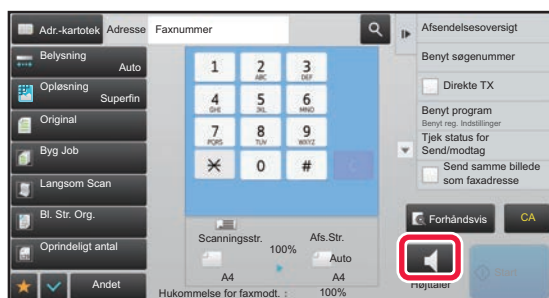 Adr.-kartotek
Adresse
Faxnummer
Belysning
Auto
Opløsning
Superfin
Original
Byg Job
Langsom Scan
Bl. Str. Org.
Oprindeligt antal
Andet
1
2
ABC
3
DEF
4
GHI
5
JKL
6
MNO
7
PQRS
8
TUV
9
WXYZ
0
#
Scanningsstr.
100%
Afs.Str.
Auto
A4
A4
Hukommelse for faxmodt. :
100%
Afsendelsesoversigt
Benyt søgenummer
Direkte TX
Benyt program
Benyt reg. Indstillinger
Tjek status for
Send/modtag
Send samme billede
som faxadresse
Forhåndsvis
CA
Højttaler
Start